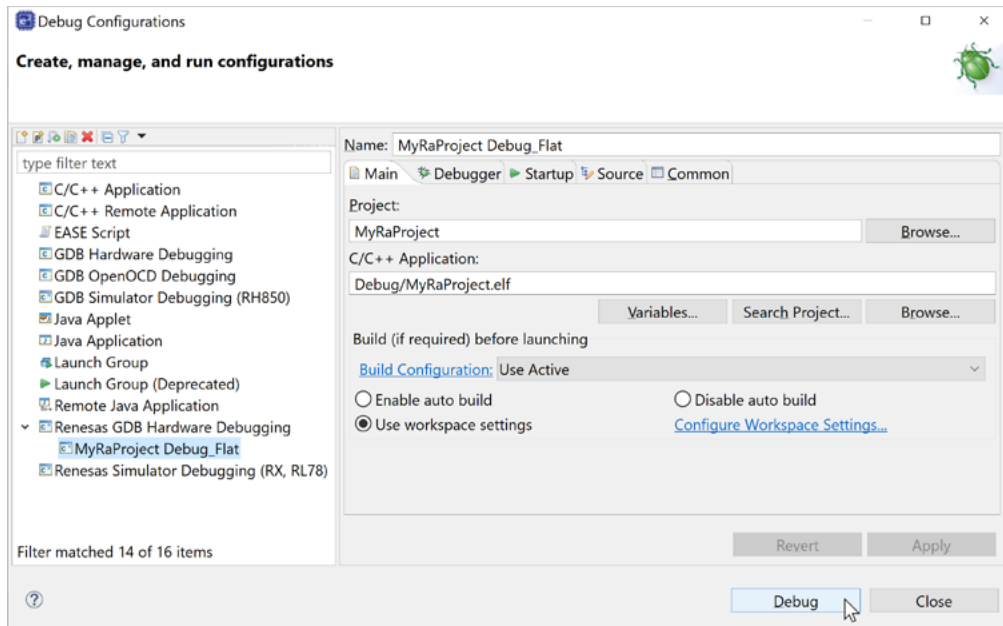 Debug Configurations
Create, manage, and run configurations
type filter text
C/C++ Application
C/C++ Remote Application
EASE Script
GDB Hardware Debugging
GDB OpenOCD Debugging
GDB Simulator Debugging (RH850)
Java Applet
Java Application
Launch Group
Launch Group (Deprecated)
Remote Java Application
Renesas GDB Hardware Debugging
MyRaProject Debug_Flat
Renesas Simulator Debugging (RX, RL78)
Filter matched 14 of 16 items
Name: MyRaProject Debug_Flat
Main Debugger Startup Source Common
Project:
MyRaProject Browse...
C/C++ Application:
Debug/MyRaProject.elf
Variables... Search Project... Browse...
Build (if required) before launching
Build Configuration: Use Active
Enable auto build Disable auto build
Use workspace settings Configure Workspace Settings...
Revert Apply
Debug Close